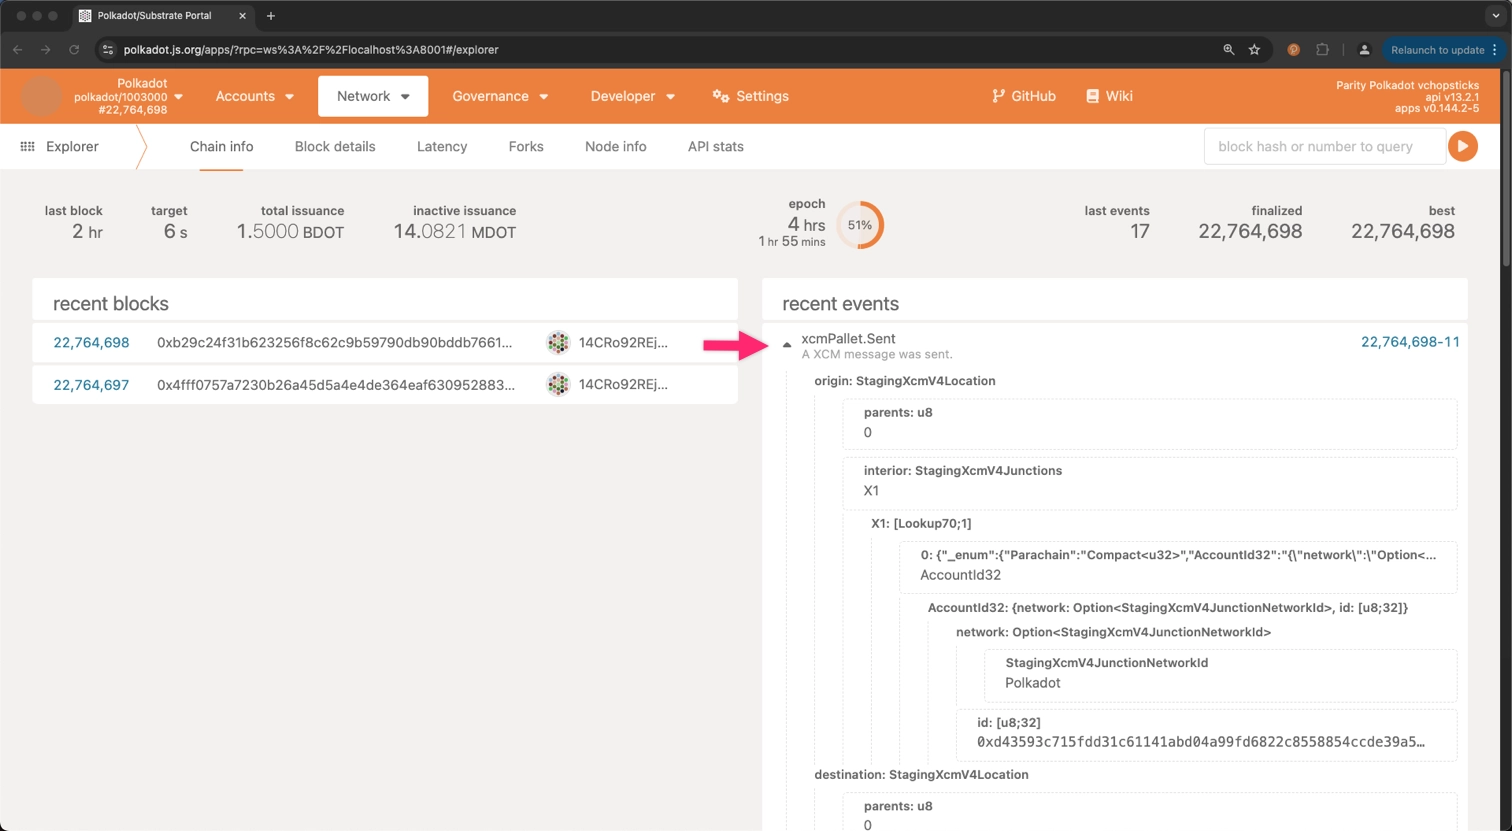 Polkadot/Substrate Portal
polkadot.js.org/apps/?rpc=ws%3A%2F%2Flocalhost%3A8001#/explorer
Relaunch to update
Polkadot
polkadot/1003000
#22,764,698
Accounts
Network
Governance
Developer
Settings
GitHub
Wiki
Parity Polkadot vchopsticks
api v13.2.1
apps v0.144.2-5
Explorer
Chain info
Block details
Latency
Forks
Node info
API stats
block hash or number to query
last block
2 hr
target
6 s
total issuance
1.5000 BDOT
inactive issuance
14.0821 MDOT
epoch
4 hrs
1 hr 55 mins
51%
last events
17
finalized
22,764,698
best
22,764,698
recent blocks
22,764,698 0xb29c24f31b623256f8c62c9b59790db90bddb7661... 14CRo92REj...
22,764,697 0x4fff0757a7230b26a45d5a4e4de364eaf630952883... 14CRo92REj...
recent events
xcmPallet.Sent 22,764,698-11
A XCM message was sent.
origin: StagingXcmV4Location
parents: u8
0
interior: StagingXcmV4Junctions
X1
X1: [Lookup70;1]
0: {"_enum":{"Parachain":"Compact<u32>","AccountId32":"{\"network\":\"Option<...
AccountId32
AccountId32: {network: Option<StagingXcmV4JunctionNetworkId>, id: [u8;32]}
network: Option<StagingXcmV4JunctionNetworkId>
StagingXcmV4JunctionNetworkId
Polkadot
id: [u8;32]
0xd43593c715fdd31c61141abd04a99fd6822c8558854ccde39a5…
destination: StagingXcmV4Location
parents: u8
0